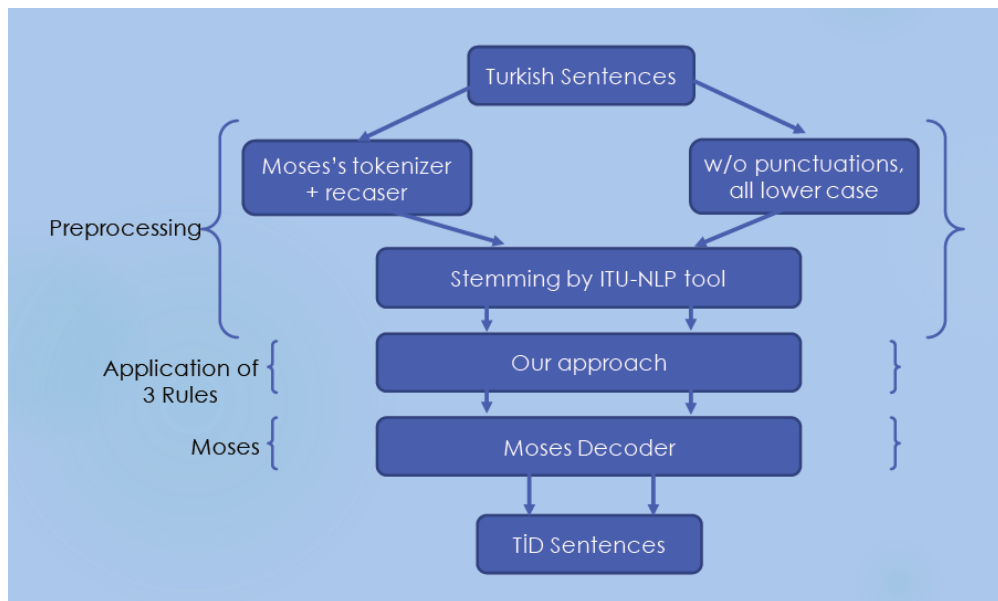 Turkish Sentences
Moses's tokenizer
+ recaser
w/o punctuations,
all lower case
Preprocessing
Stemming by ITU-NLP tool
Our approach
Application of
3 Rules
Moses Decoder
Moses
TİD Sentences